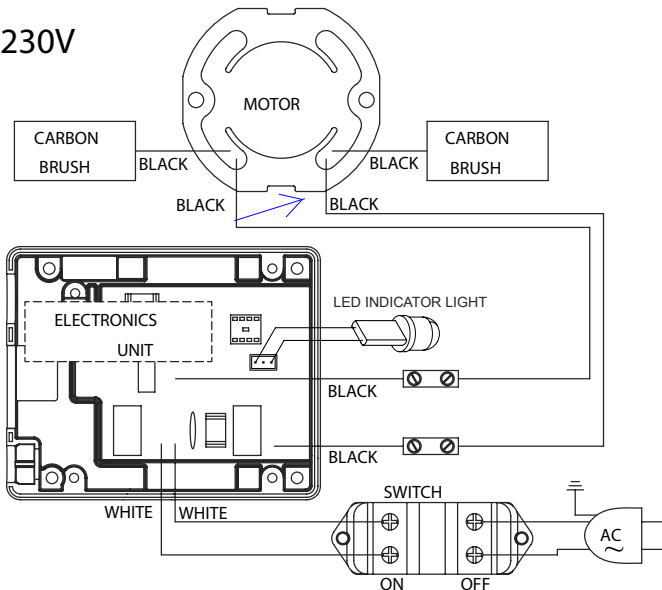 230V
MOTOR
CARBON
BRUSH
BLACK
BLACK
CARBON
BRUSH
BLACK
BLACK
ELECTRONICS
UNIT
LED INDICATOR LIGHT
BLACK
BLACK
WHITE
WHITE
SWITCH
AC
~
ON
OFF